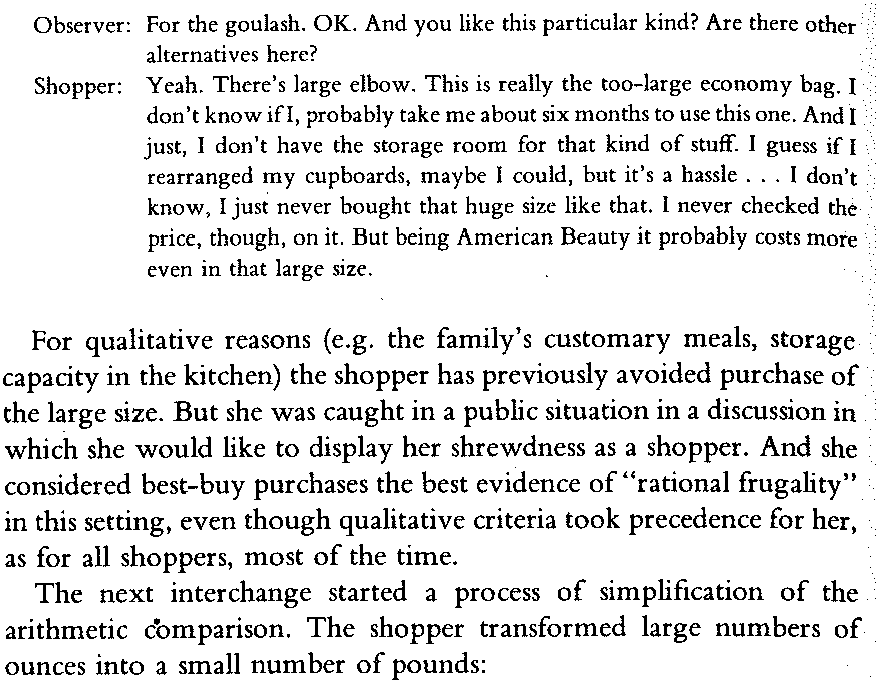 Observer: For the goulash. OK. And you like this particular kind? Are there other
alternatives here?
Shopper: Yeah. There's large elbow. This is really the too-large economy bag. I
don't know if I, probably take me about six months to use this one. And I
just, I don't have the storage room for that kind of stuff. I guess if I
rearranged my cupboards, maybe I could, but it's a hassle . . . I don't
know, I just never bought that huge size like that. I never checked the
price, though, on it. But being American Beauty it probably costs more
even in that large size.
For qualitative reasons (e.g. the family's customary meals, storage
capacity in the kitchen) the shopper has previously avoided purchase of
the large size. But she was caught in a public situation in a discussion in
which she would like to display her shrewdness as a shopper. And she
considered best-buy purchases the best evidence of "rational frugality"
in this setting, even though qualitative criteria took precedence for her,
as for all shoppers, most of the time.
The next interchange started a process of simplification of the
arithmetic comparison. The shopper transformed large numbers of
ounces into a small number of pounds: